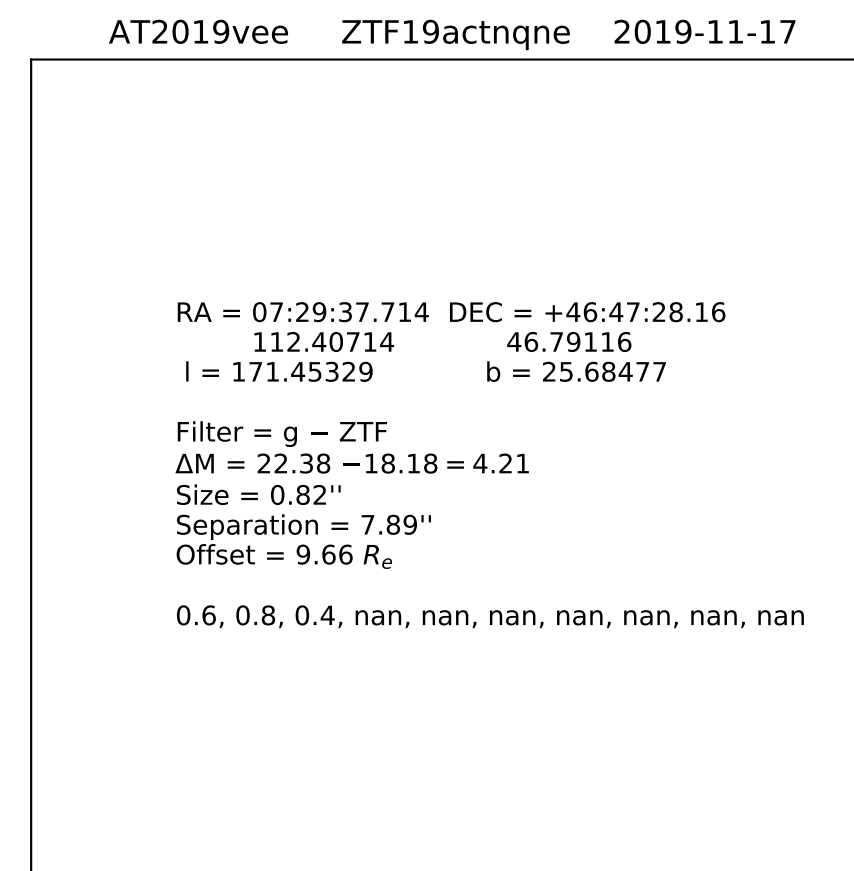 AT2019vee ZTF19actnqne 2019-11-17
RA = 07:29:37.714 DEC = +46:47:28.16
112.40714 46.79116
l = 171.45329 b = 25.68477
Filter = g − ZTF
ΔM = 22.38 −18.18 = 4.21
Size = 0.82''
Separation = 7.89''
Offset = 9.66 Rₑ
0.6, 0.8, 0.4, nan, nan, nan, nan, nan, nan, nan